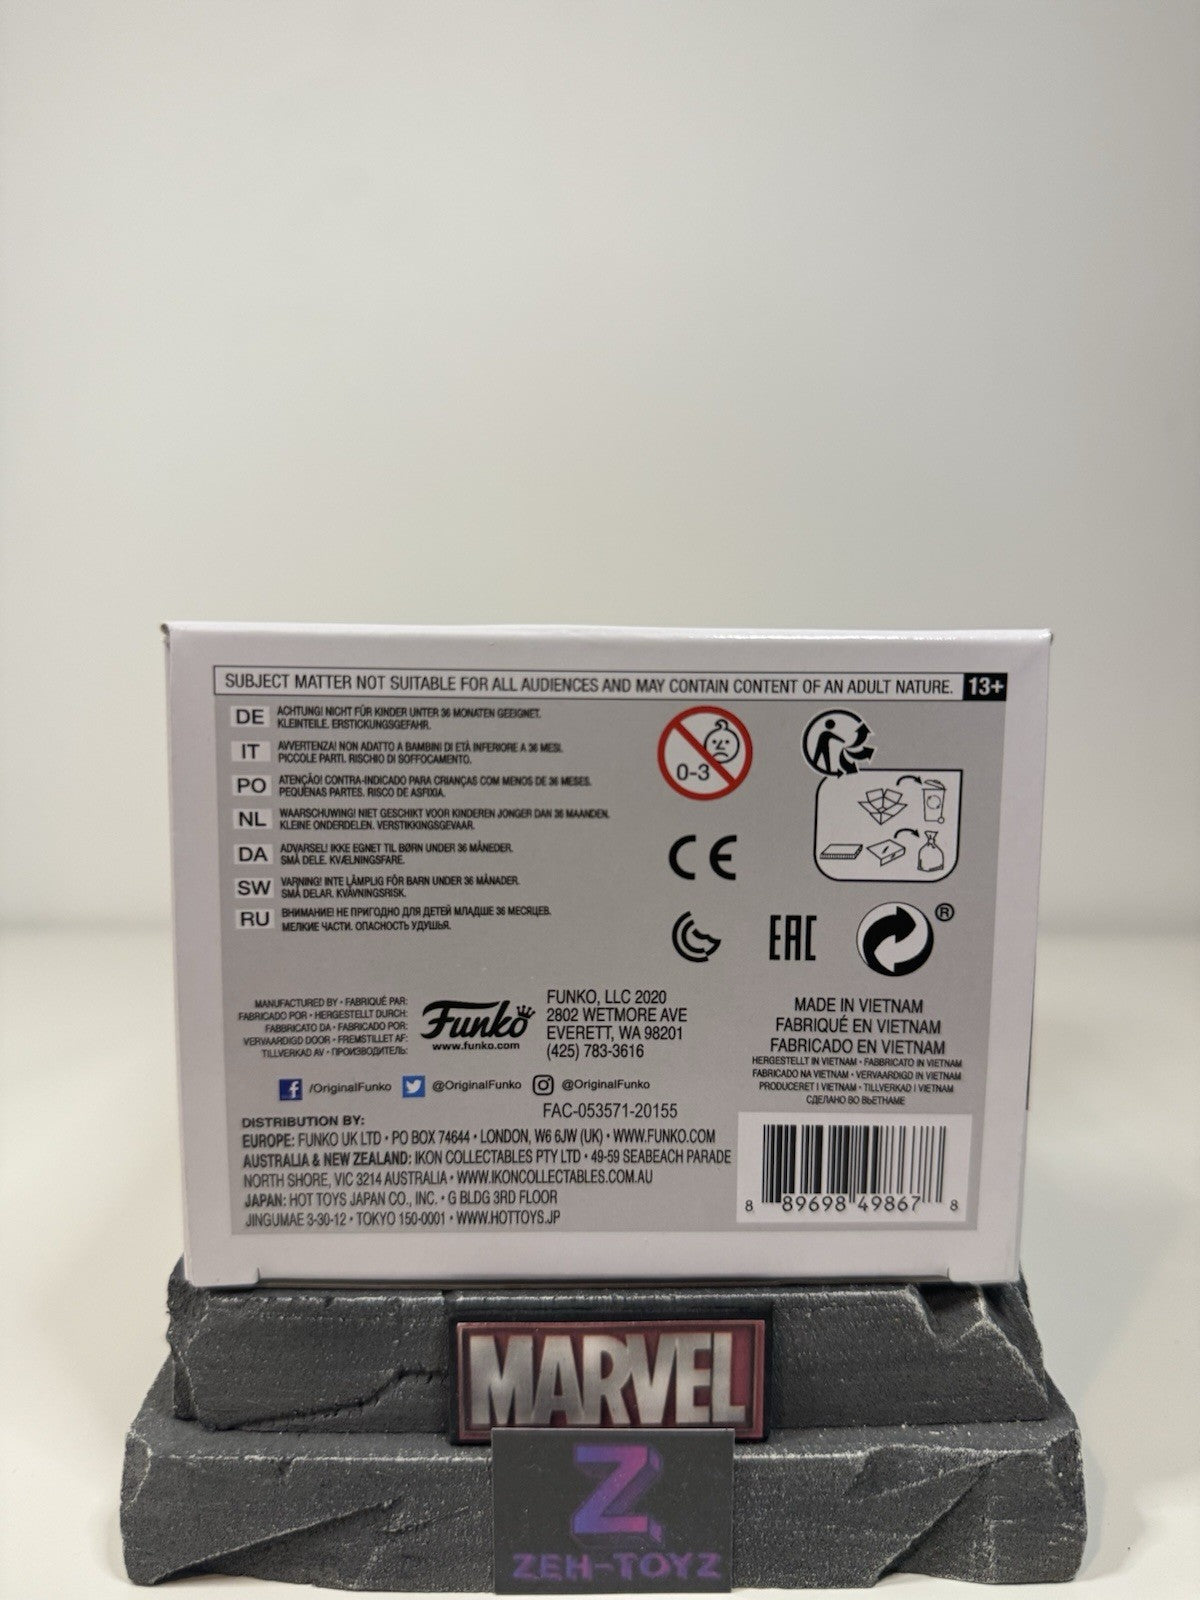 SUBJECT MATTER NOT SUITABLE FOR ALL AUDIENCES AND MAY CONTAIN CONTENT OF AN ADULT NATURE. 13+
DE ACHTUNG! NICHT FÜR KINDER UNTER 36 MONATEN GEEIGNET.
KLEINTEILE. ERSTICKUNGSGEFAHR.
IT AVVERTENZA! NON ADATTO A BAMBINI DI ETÀ INFERIORE A 36 MESI.
PICCOLE PARTI. RISCHIO DI SOFFOCAMENTO.
PO ATENÇÃO! CONTRA-INDICADO PARA CRIANÇAS COM MENOS DE 36 MESES.
PEQUENAS PARTES. RISCO DE ASFIXIA.
NL WAARSCHUWING! NIET GESCHIKT VOOR KINDEREN JONGER DAN 36 MAANDEN.
KLEINE ONDERDELEN. VERSTIKKINGSGEVAAR.
DA ADVARSEL! IKKE EGNET TIL BØRN UNDER 36 MÅNEDER.
SMÅ DELE. KVÆLNINGSFARE.
SW VARNING! INTE LÄMPLIG FÖR BARN UNDER 36 MÅNADER.
SMÅ DELAR. KVÄVNINGSRISK.
RU ВНИМАНИЕ! НЕ ПРИГОДНО ДЛЯ ДЕТЕЙ МЛАДШЕ 36 МЕСЯЦЕВ.
МЕЛКИЕ ЧАСТИ. ОПАСНОСТЬ УДУШЬЯ.
0-3
CE
EAC
®
MANUFACTURED BY • FABRIQUÉ PAR:
FABRICADO POR • HERGESTELLT DURCH:
FABBRICATO DA • FABRICADO POR:
VERVAARDIGD DOOR • FREMSTILLET AF:
TILLVERKAD AV • ПРОИЗВОДИТЕЛЬ:
Funko
www.funko.com
FUNKO, LLC 2020
2802 WETMORE AVE
EVERETT, WA 98201
(425) 783-3616
MADE IN VIETNAM
FABRIQUÉ EN VIETNAM
FABRICADO EN VIETNAM
HERGESTELLT IN VIETNAM • FABBRICATO IN VIETNAM
FABRICADO NA VIETNAM • VERVAARDIGD IN VIETNAM
PRODUCERET I VIETNAM • TILLVERKAD I VIETNAM
СДЕЛАНО ВО ВЬЕТНАМЕ
/OriginalFunko @OriginalFunko @OriginalFunko
FAC-053571-20155
DISTRIBUTION BY:
EUROPE: FUNKO UK LTD • PO BOX 74644 • LONDON, W6 6JW (UK) • WWW.FUNKO.COM
AUSTRALIA & NEW ZEALAND: IKON COLLECTABLES PTY LTD • 49-59 SEABEACH PARADE
NORTH SHORE, VIC 3214 AUSTRALIA • WWW.IKONCOLLECTABLES.COM.AU
JAPAN: HOT TOYS JAPAN CO., INC. • G BLDG 3RD FLOOR
JINGUMAE 3-30-12 • TOKYO 150-0001 • WWW.HOTTOYS.JP
8 89698 49867 8
MARVEL
Z
ZEH-TOYZ